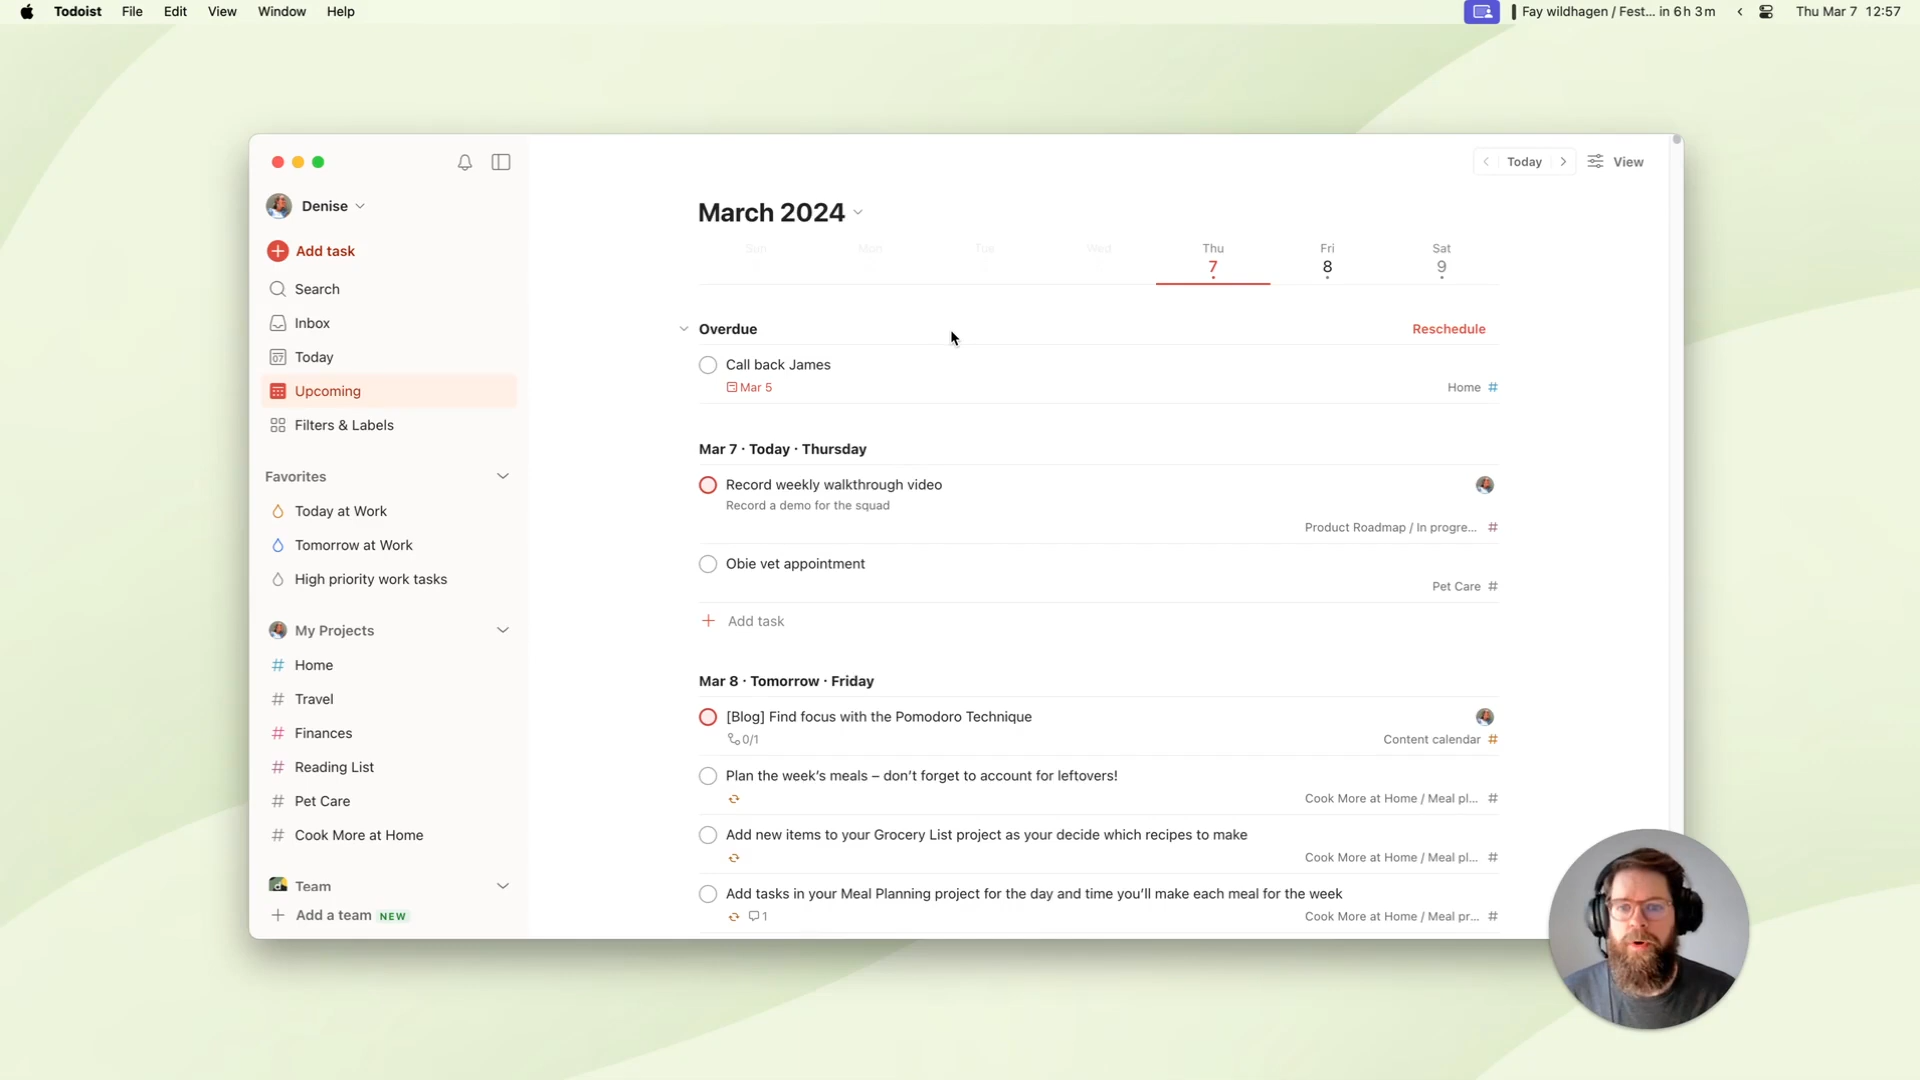 Todoist File Edit View Window Help
Fay wildhagen / Fest... in 6 h 3 m
Thu Mar 7 12:57
Denise
Add task
Search
Inbox
07 Today
Upcoming
Filters & Labels
Favorites
Today at Work
Tomorrow at Work
High priority work tasks
My Projects
# Home
# Travel
# Finances
# Reading List
# Pet Care
# Cook More at Home
Team
+ Add a team NEW
Today
View
March 2024
Sun Mon Tue Wed Thu Fri Sat
7 8 9
Overdue
Reschedule
Call back James
Mar 5
Home #
Mar 7 · Today · Thursday
Record weekly walkthrough video
Record a demo for the squad
Product Roadmap / In progre... #
Obie vet appointment
Pet Care #
+ Add task
Mar 8 · Tomorrow · Friday
[Blog] Find focus with the Pomodoro Technique
0/1
Content calendar #
Plan the week’s meals – don’t forget to account for leftovers!
Cook More at Home / Meal pl... #
Add new items to your Grocery List project as your decide which recipes to make
Cook More at Home / Meal pl... #
Add tasks in your Meal Planning project for the day and time you’ll make each meal for the week
1
Cook More at Home / Meal pr... #